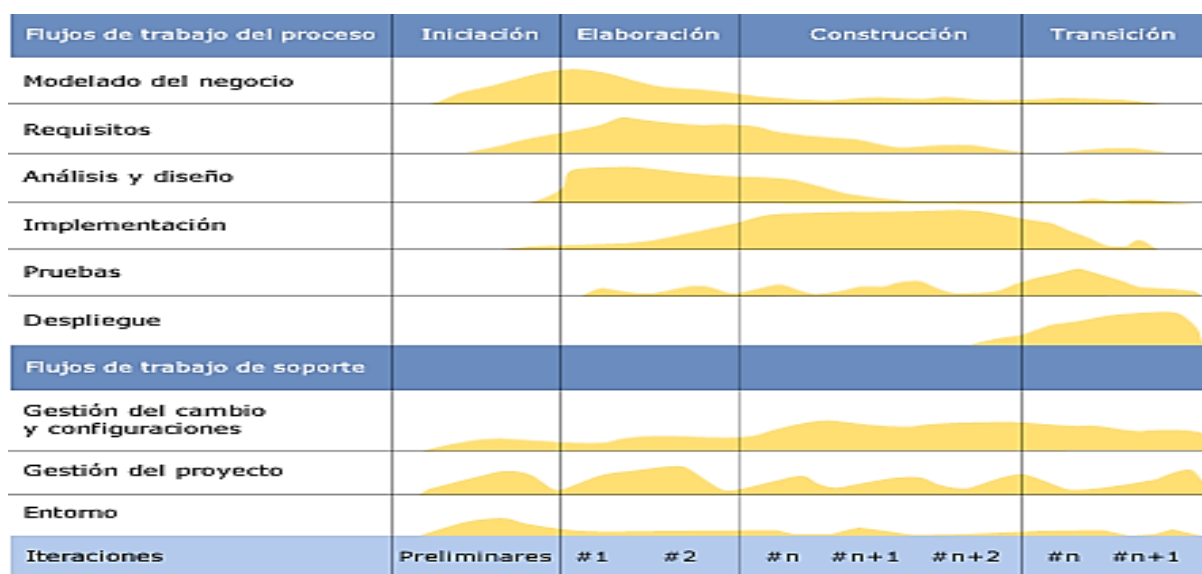 Flujos de trabajo del proceso Iniciación Elaboración Construcción Transición
Modelado del negocio
Requisitos
Análisis y diseño
Implementación
Pruebas
Despliegue
Flujos de trabajo de soporte
Gestión del cambio
y configuraciones
Gestión del proyecto
Entorno
Iteraciones Preliminares #1 #2 #n #n+1 #n+2 #n #n+1